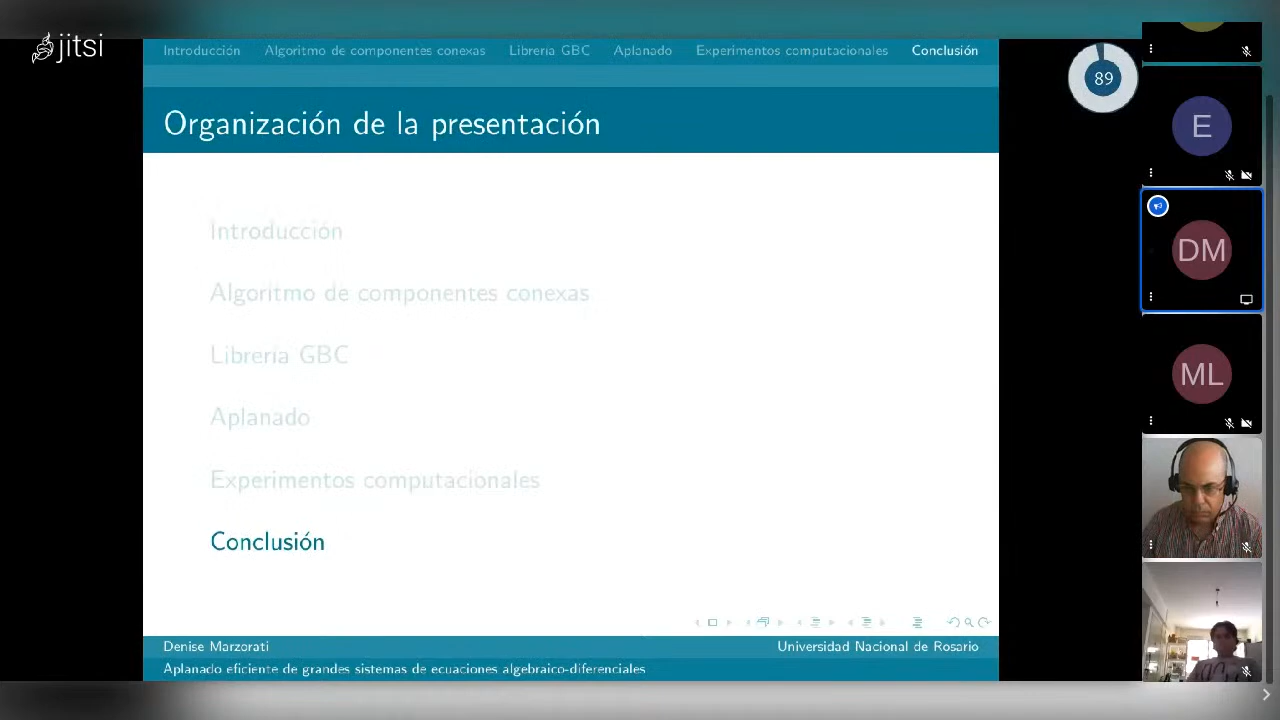 jitsi
Introducción Algoritmo de componentes conexas Librería GBC Aplanado Experimentos computacionales Conclusión
89
Organización de la presentación
E
DM
ML
Introducción
Algoritmo de componentes conexas
Librería GBC
Aplanado
Experimentos computacionales
Conclusión
Denise Marzorati Universidad Nacional de Rosario
Aplanado eficiente de grandes sistemas de ecuaciones algebraico-diferenciales